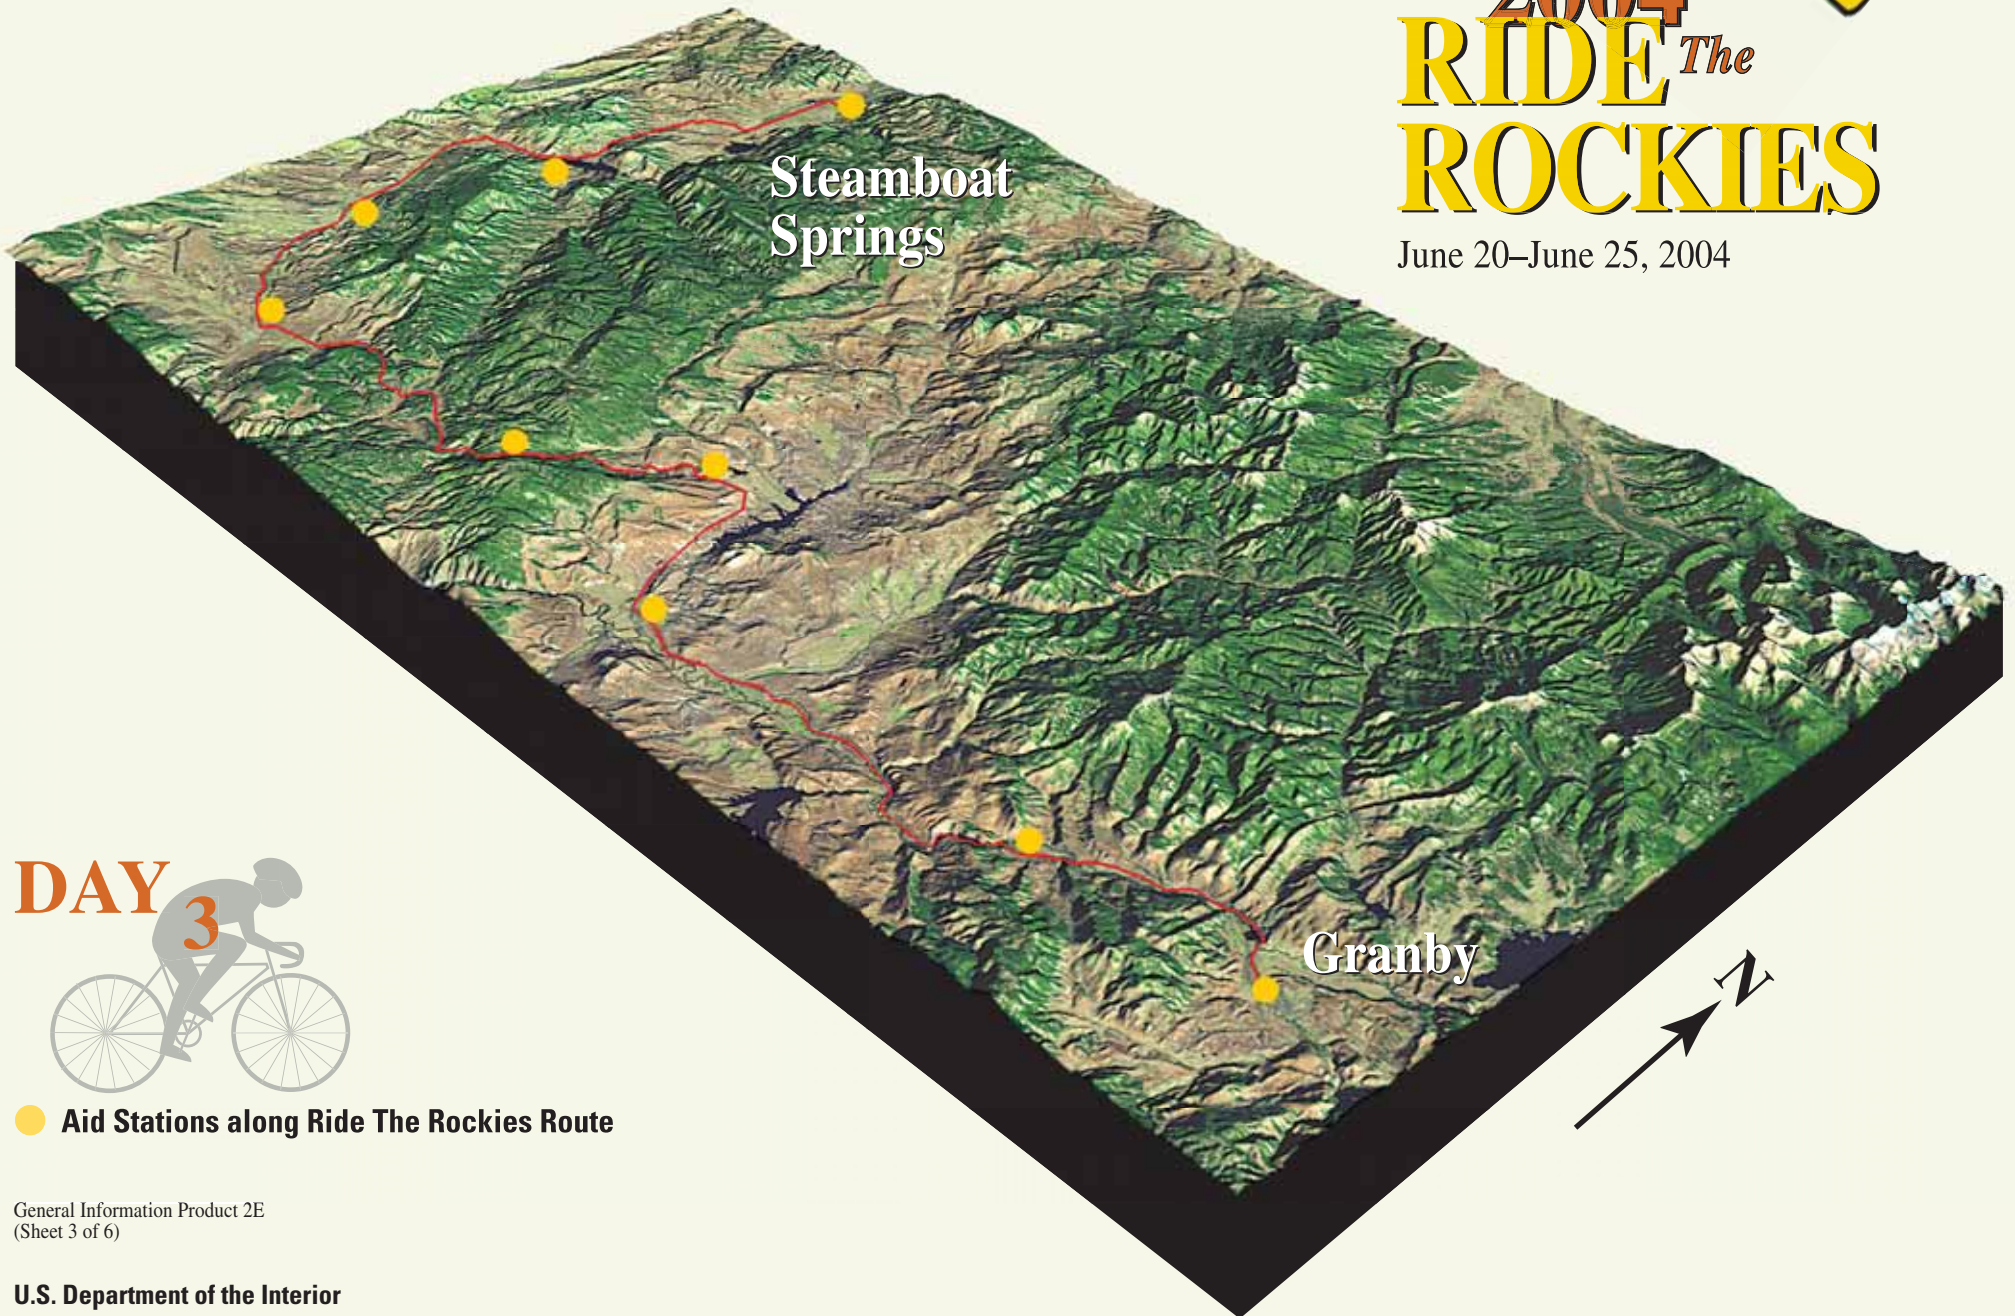 2004
RIDE The
ROCKIES
June 20–June 25, 2004
Steamboat
Springs
Granby
N
DAY 3
Aid Stations along Ride The Rockies Route
General Information Product 2E
(Sheet 3 of 6)
U.S. Department of the Interior